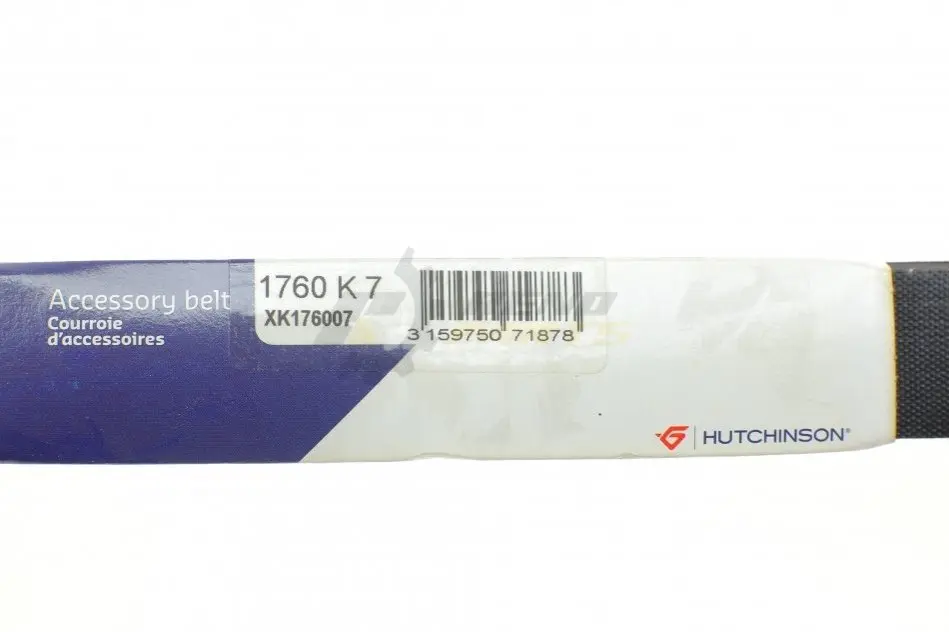 Accessory belt
Courroie
d'accessoires
1760 K 7
XK176007
3 159750 71878
HUTCHINSON®